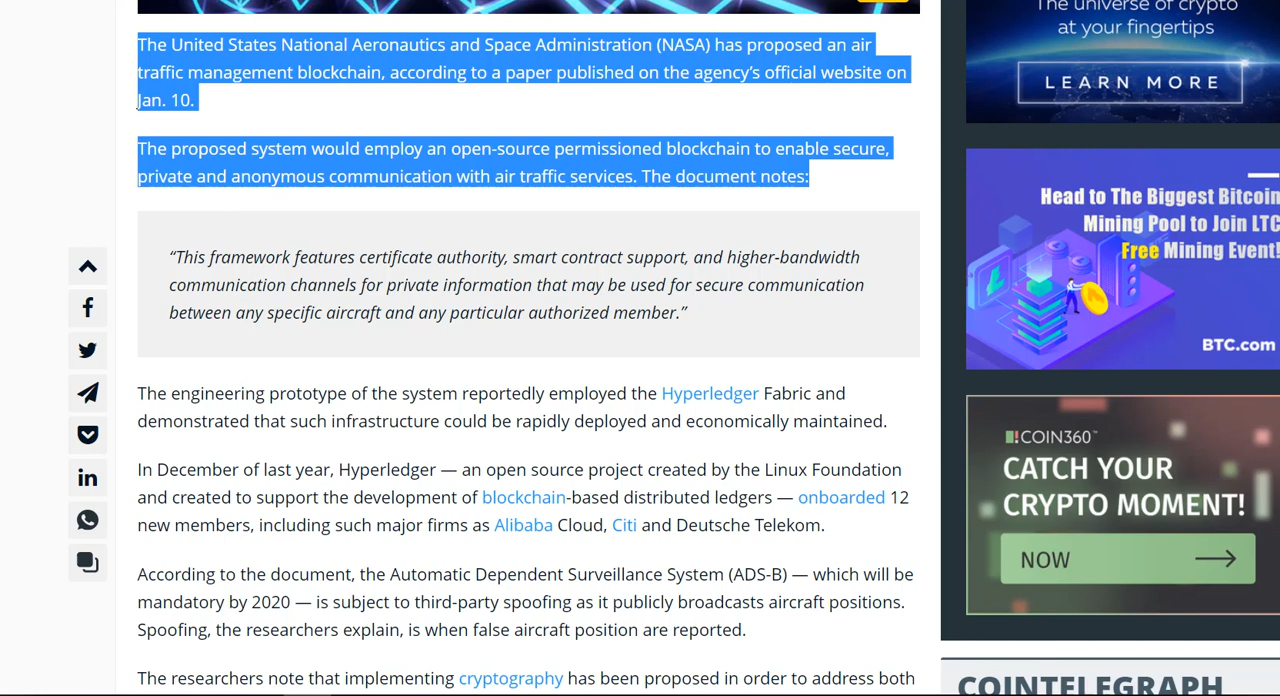 The United States National Aeronautics and Space Administration (NASA) has proposed an air
traffic management blockchain, according to a paper published on the agency’s official website on
Jan. 10.
The proposed system would employ an open-source permissioned blockchain to enable secure,
private and anonymous communication with air traffic services. The document notes:
“This framework features certificate authority, smart contract support, and higher-bandwidth
communication channels for private information that may be used for secure communication
between any specific aircraft and any particular authorized member.”
The engineering prototype of the system reportedly employed the Hyperledger Fabric and
demonstrated that such infrastructure could be rapidly deployed and economically maintained.
In December of last year, Hyperledger — an open source project created by the Linux Foundation
and created to support the development of blockchain-based distributed ledgers — onboarded 12
new members, including such major firms as Alibaba Cloud, Citi and Deutsche Telekom.
According to the document, the Automatic Dependent Surveillance System (ADS-B) — which will be
mandatory by 2020 — is subject to third-party spoofing as it publicly broadcasts aircraft positions.
Spoofing, the researchers explain, is when false aircraft position are reported.
The researchers note that implementing cryptography has been proposed in order to address both
The universe of crypto
at your fingertips
LEARN MORE
Head to The Biggest Bitcoin
Mining Pool to Join LTC
Free Mining Event!
BTC.com
COIN360™
CATCH YOUR
CRYPTO MOMENT!
NOW
COINTELEGRAPH